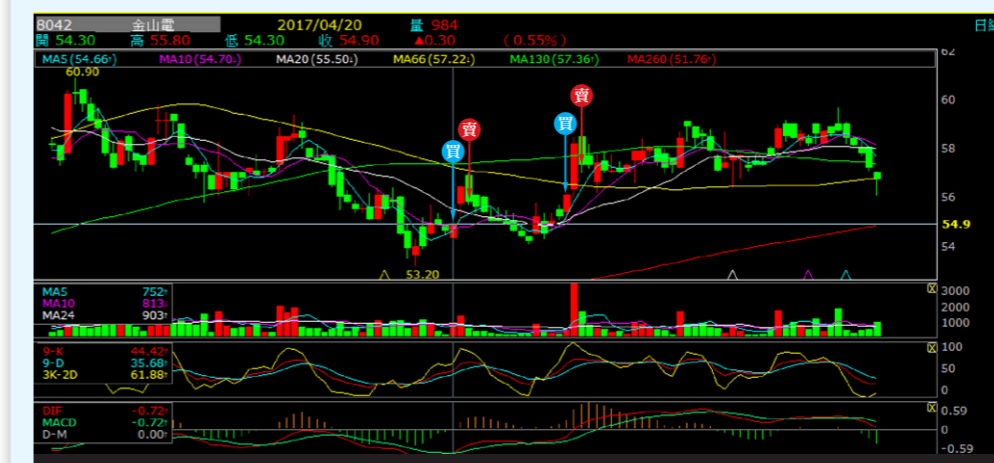 8042 金山電 2017/04/20 量 984 日線
開 54.30 高 55.80 低 54.30 收 54.90 ▲0.30 (0.55%)
MA5(54.66↑) MA10(54.70↓) MA20(55.50↓) MA66(57.22↓) MA130(57.36↑) MA260(51.76↑)
62
60.90
60
賣
買
賣
58
買
56
54.9
54
53.20
MA5 752↑
MA10 813↓
MA24 903↑
X
3000
2000
1000
9-K 44.42↑
9-D 35.68↑
3K-2D 61.88↑
X
100
50
0
DIF -0.72↑
MACD -0.72↑
D-M 0.00↑
X
0.59
0
-0.59